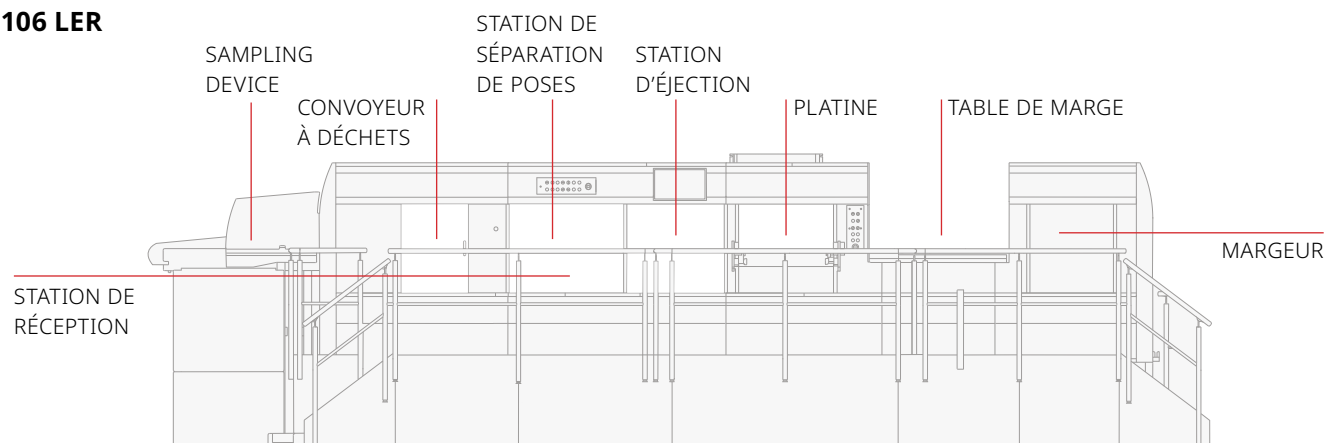 106 LER
SAMPLING
DEVICE
CONVOYEUR
À DÉCHETS
STATION DE
SÉPARATION
DE POSES
STATION
D'ÉJECTION
PLATINE
TABLE DE MARGE
MARGEUR
STATION DE
RÉCEPTION